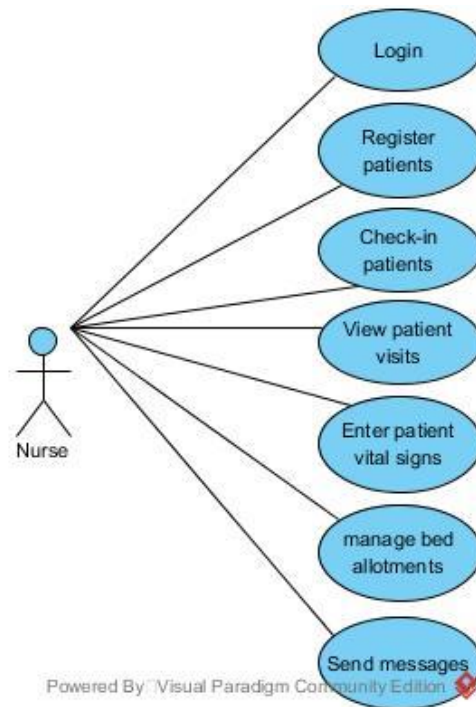 Login
Register
patients
Check-in
patients
View patient
visits
Nurse
Enter patient
vital signs
manage bed
allotments
Send messages
Powered By Visual Paradigm Community Edition